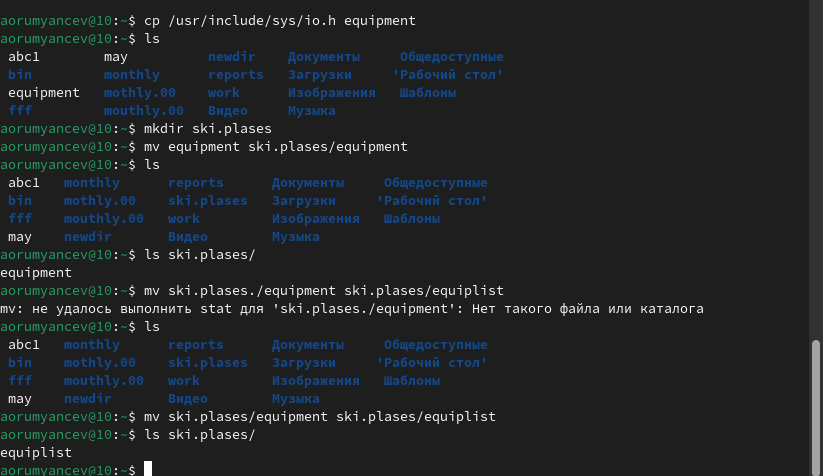 aorumyancev@10:~$ cp /usr/include/sys/io.h equipment
aorumyancev@10:~$ ls
abc1 may newdir Документы Общедоступные
bin monthly reports Загрузки 'Рабочий стол'
equipment mothly.00 work Изображения Шаблоны
fff mouthly.00 Видео Музыка
aorumyancev@10:~$ mkdir ski.plases
aorumyancev@10:~$ mv equipment ski.plases/equipment
aorumyancev@10:~$ ls
abc1 monthly reports Документы Общедоступные
bin mothly.00 ski.plases Загрузки 'Рабочий стол'
fff mouthly.00 work Изображения Шаблоны
may newdir Видео Музыка
aorumyancev@10:~$ ls ski.plases/
equipment
aorumyancev@10:~$ mv ski.plases./equipment ski.plases/equiplist
mv: не удалось выполнить stat для 'ski.plases./equipment': Нет такого файла или каталога
aorumyancev@10:~$ ls
abc1 monthly reports Документы Общедоступные
bin mothly.00 ski.plases Загрузки 'Рабочий стол'
fff mouthly.00 work Изображения Шаблоны
may newdir Видео Музыка
aorumyancev@10:~$ mv ski.plases/equipment ski.plases/equiplist
aorumyancev@10:~$ ls ski.plases/
equiplist
aorumyancev@10:~$